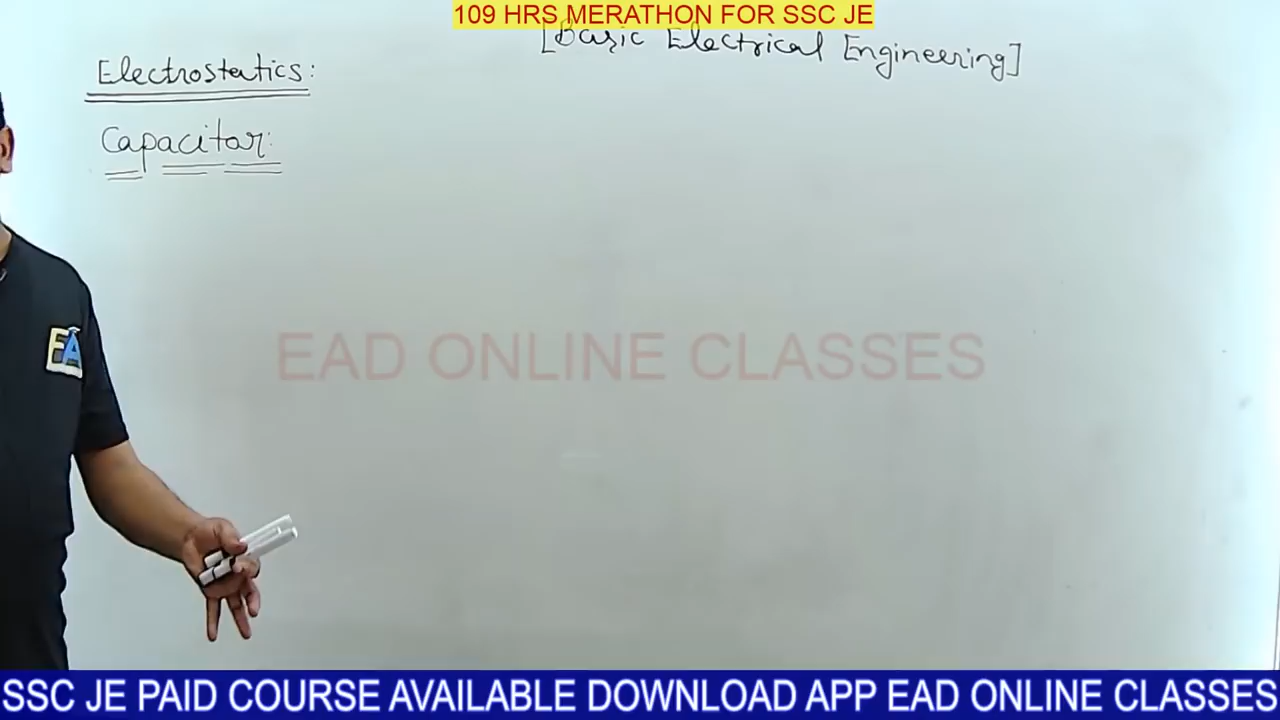 109 HRS MERATHON FOR SSC JE
[Basic Electrical Engineering]
Electrostatics:
Capacitor:
EA
EAD ONLINE CLASSES
SSC JE PAID COURSE AVAILABLE DOWNLOAD APP EAD ONLINE CLASSES